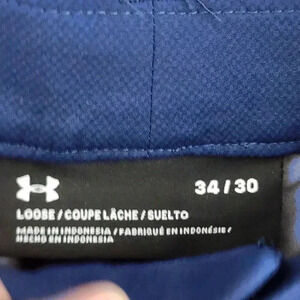 34 / 30
LOOSE / COUPE LÂCHE / SUELTO
MADE IN INDONESIA / FABRIQUÉ EN INDONÉSIE /
HECHO EN INDONESIA